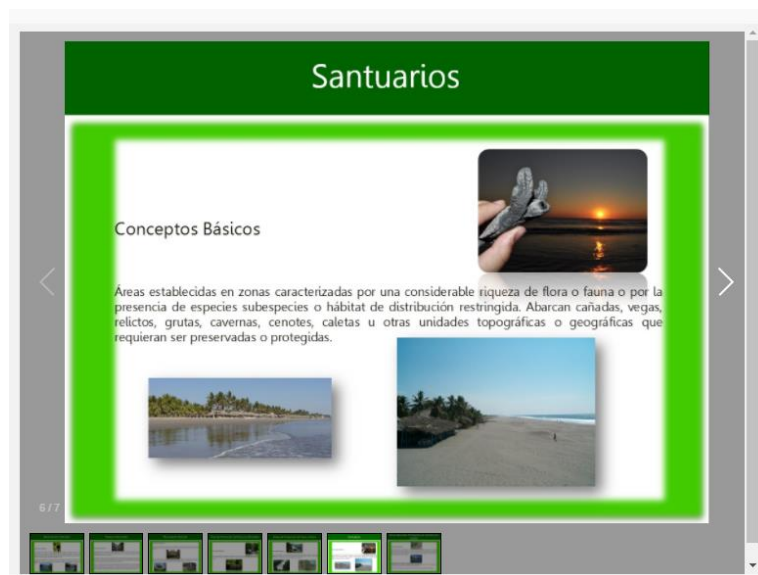 Santuarios
Conceptos Básicos
Áreas establecidas en zonas caracterizadas por una considerable riqueza de flora o fauna o por la
presencia de especies subespecies o hábitat de distribución restringida. Abarcan cañadas, vegas,
relictos, grutas, cavernas, cenotes, caletas u otras unidades topográficas o geográficas que
requieran ser preservadas o protegidas.
6 / 7